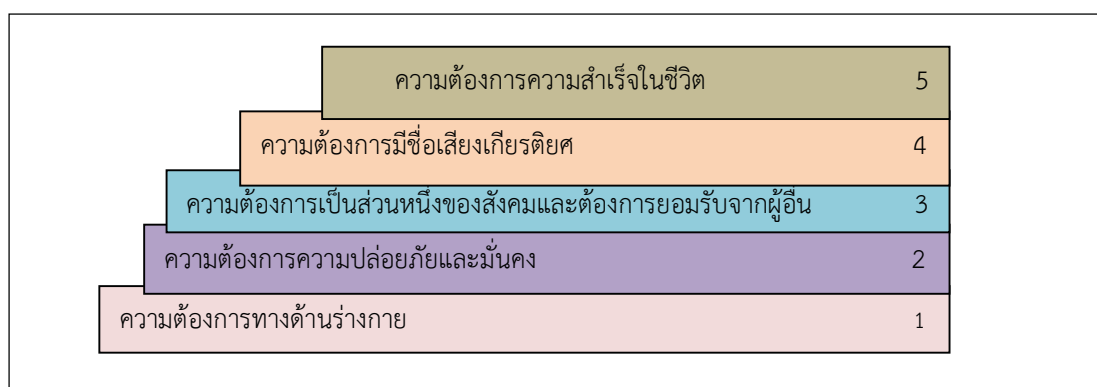 ความต้องการความสำเร็จในชีวิต 5
ความต้องการมีชื่อเสียงเกียรติยศ 4
ความต้องการเป็นส่วนหนึ่งของสังคมและต้องการยอมรับจากผู้อื่น 3
ความต้องการความปล่อยภัยและมั่นคง 2
ความต้องการทางด้านร่างกาย 1